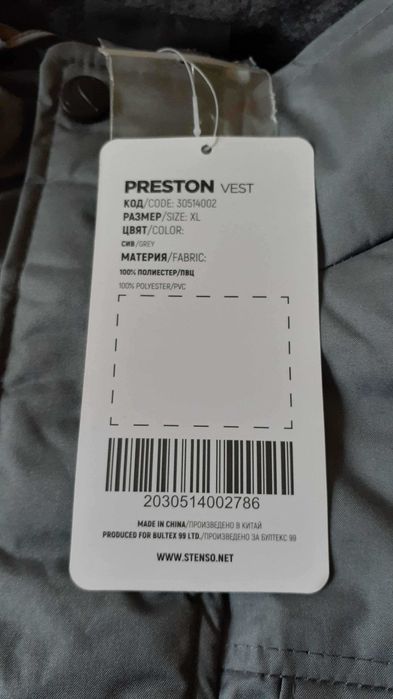 PRESTON VEST
КОД/CODE: 30514002
РАЗМЕР/SIZE: XL
ЦВЯТ/COLOR:
СИВ/GREY
МАТЕРИЯ/FABRIC:
100% ПОЛИЕСТЕР/ПВЦ
100% POLYESTER/PVC
2030514002786
MADE IN CHINA/ПРОИЗВЕДЕНО В КИТАЙ
PRODUCED FOR BULTEX 99 LTD./ПРОИЗВЕДЕНО ЗА БУЛТЕКС 99
WWW.STENSO.NET